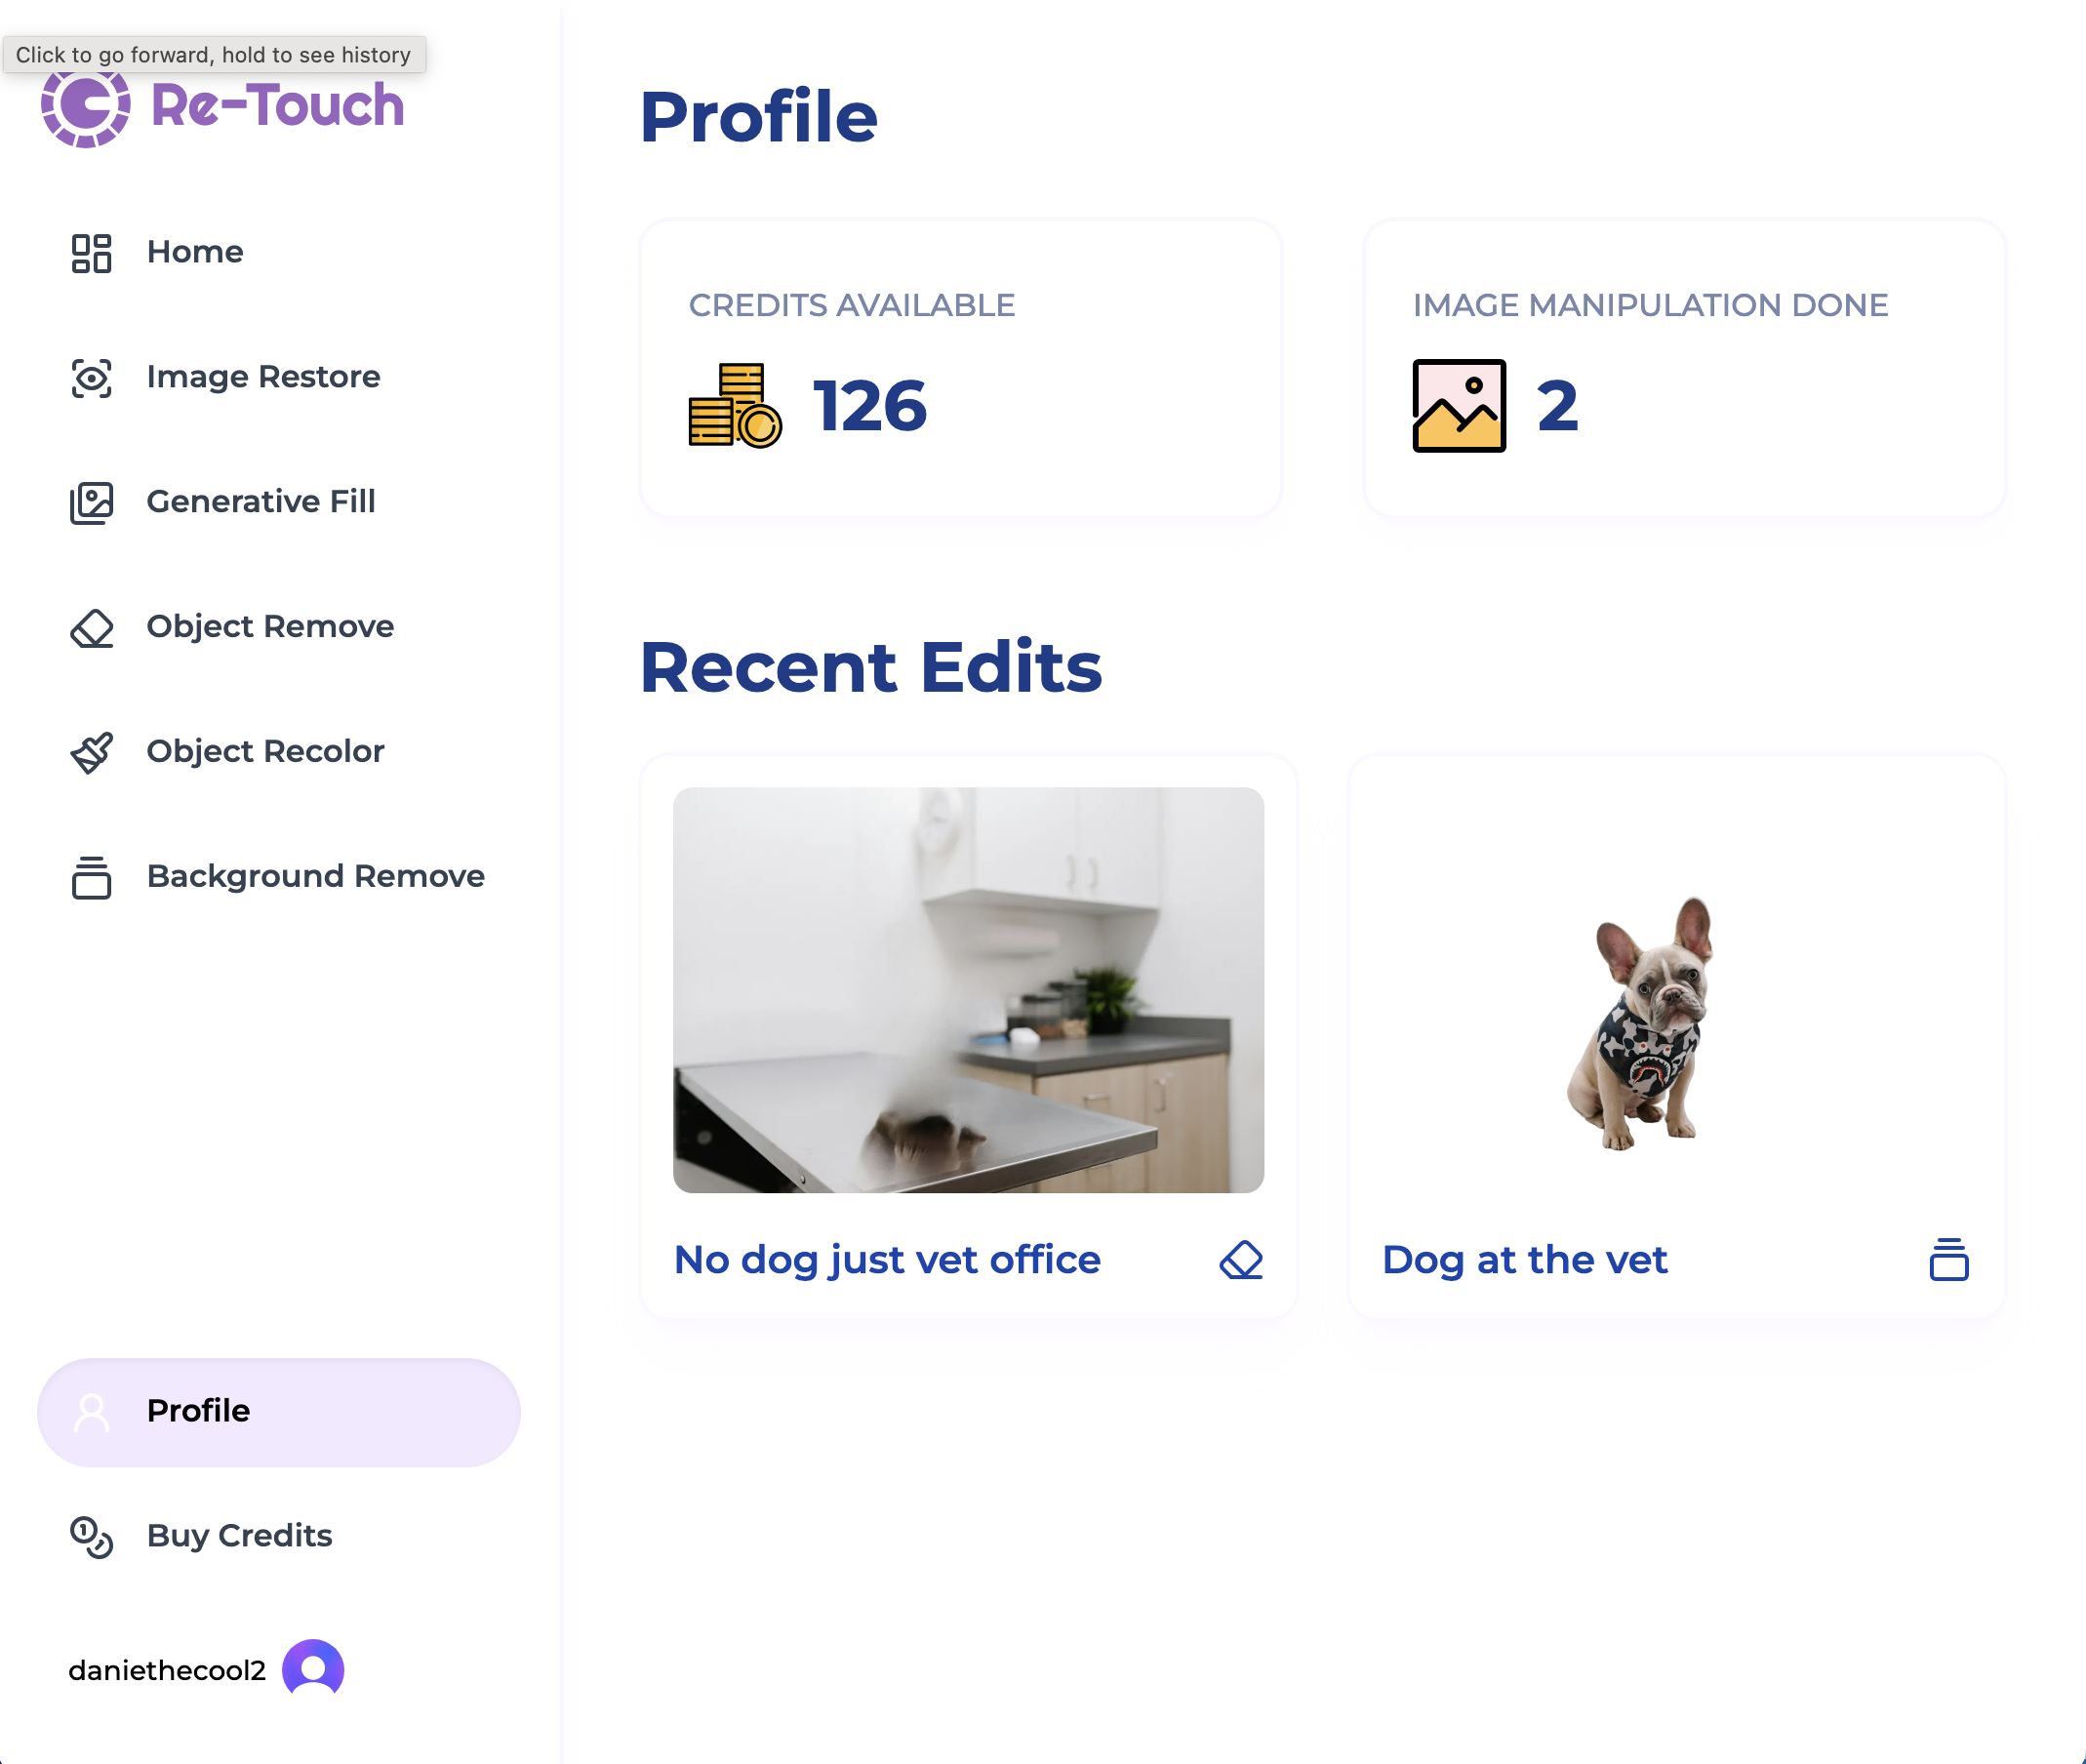 Click to go forward, hold to see history
Re-Touch
Home
Image Restore
Generative Fill
Object Remove
Object Recolor
Background Remove
Profile
Buy Credits
daniethecool2
Profile
CREDITS AVAILABLE
126
IMAGE MANIPULATION DONE
2
Recent Edits
No dog just vet office
Dog at the vet